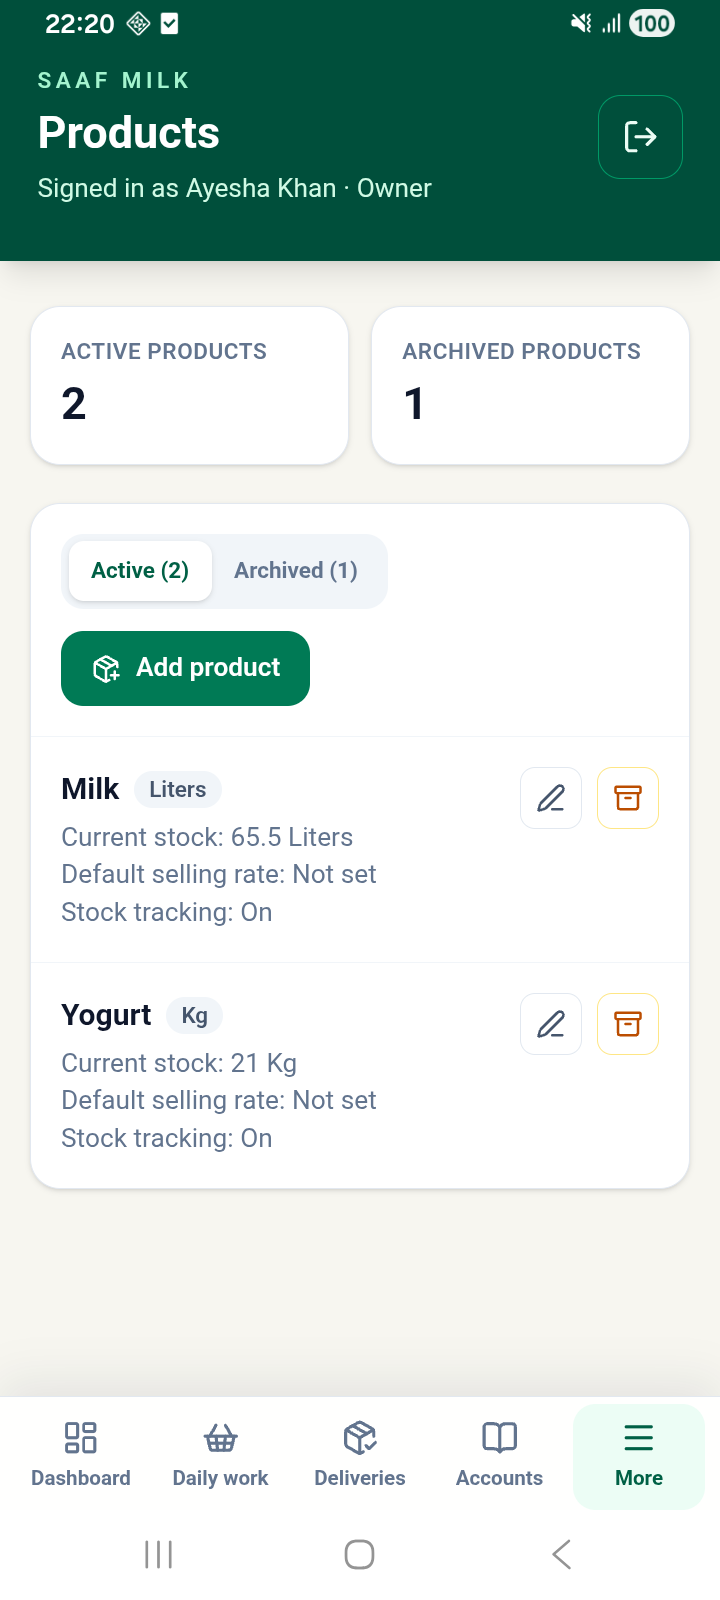 22:20
100
SAAF MILK
Products
Signed in as Ayesha Khan · Owner
ACTIVE PRODUCTS
2
ARCHIVED PRODUCTS
1
Active (2)
Archived (1)
Add product
Milk
Liters
Current stock: 65.5 Liters
Default selling rate: Not set
Stock tracking: On
Yogurt
Kg
Current stock: 21 Kg
Default selling rate: Not set
Stock tracking: On
Dashboard
Daily work
Deliveries
Accounts
More